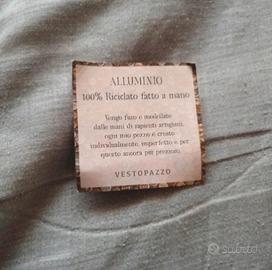 ALLUMINIO
100% Riciclato fatto a mano
Vengo fuso e modellato
dalle mani di sapienti artigiani,
ogni mio pezzo è creato
individualmente, imperfetto e per
questo ancora più prezioso.
VESTOPAZZO
subito